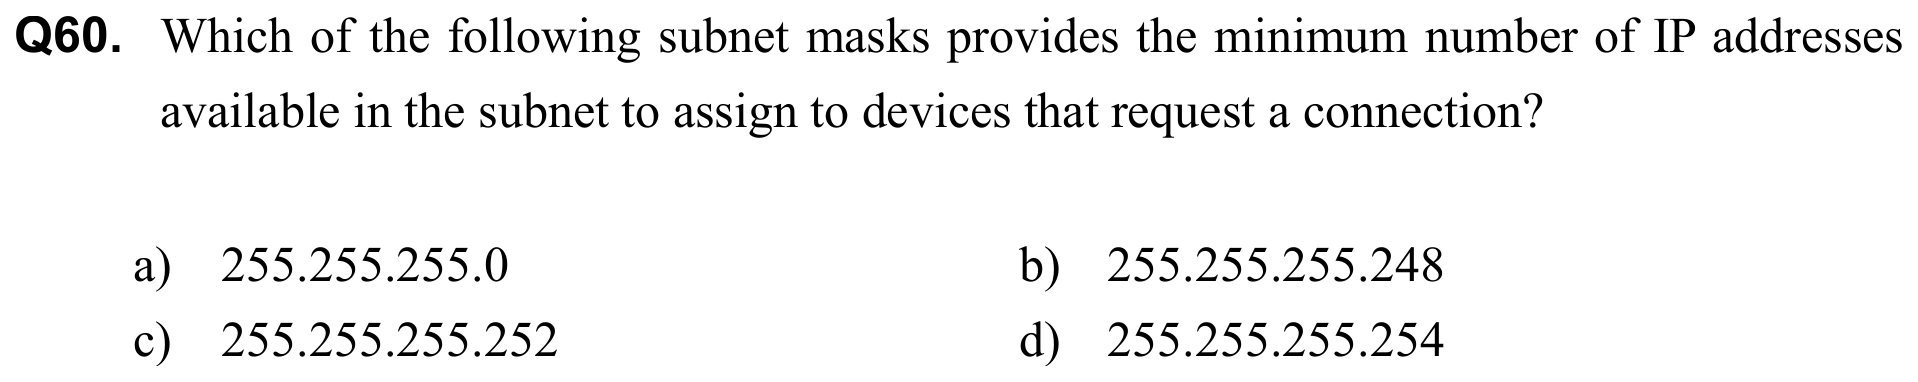 Q60. Which of the following subnet masks provides the minimum number of IP addresses
available in the subnet to assign to devices that request a connection?
a) 255.255.255.0 b) 255.255.255.248
c) 255.255.255.252 d) 255.255.255.254